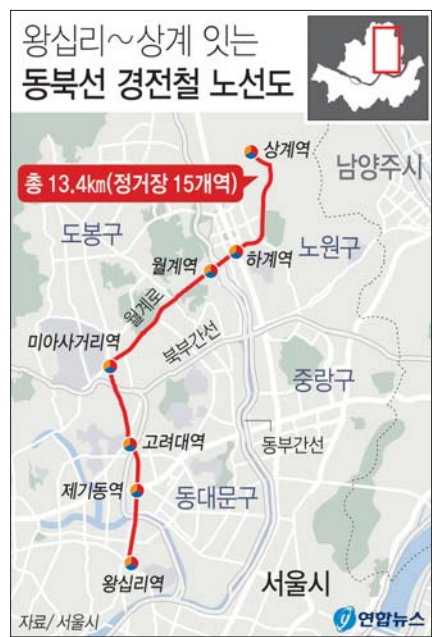 왕십리~상계 잇는
동북선 경전철 노선도
상계역
총 13.4㎞(정거장 15개역)
남양주시
도봉구
노원구
하계역
월계역
월계로
미아사거리역
북부간선
중랑구
고려대역
동부간선
제기동역
동대문구
왕십리역
서울시
자료/ 서울시
연합뉴스